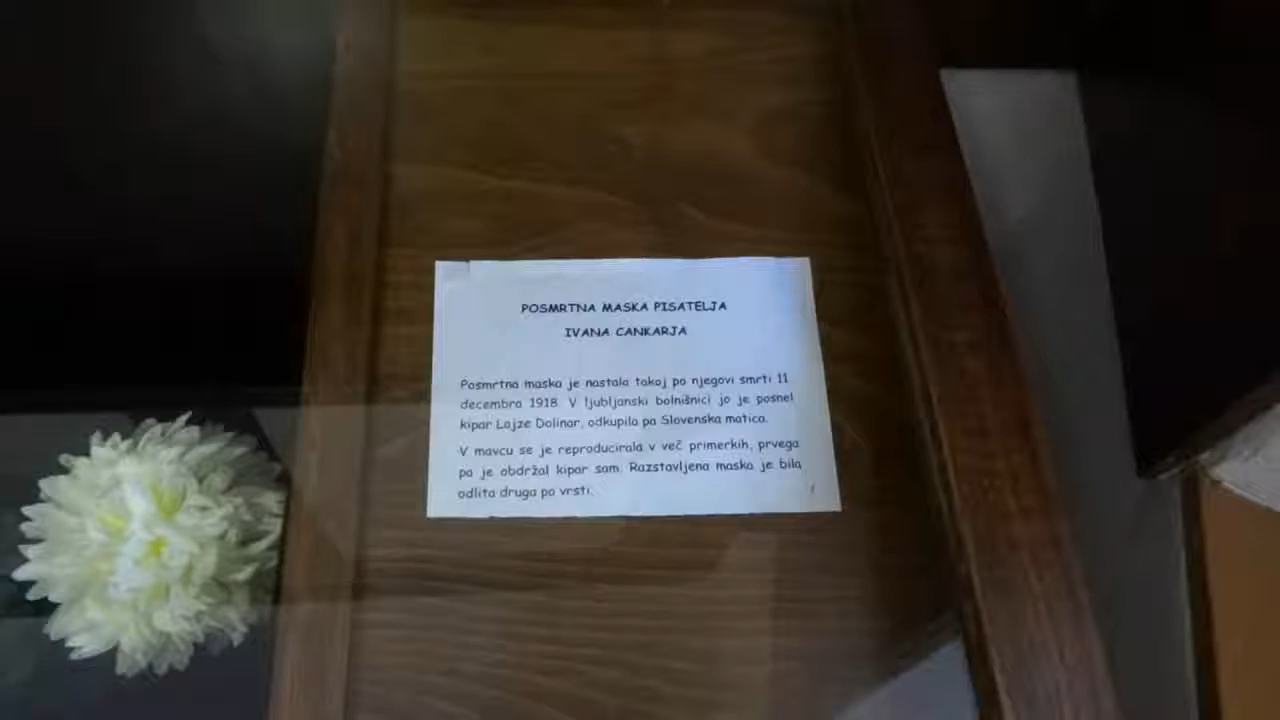 POSMRTNA MASKA PISATELJA
IVANA CANKARJA
Posmrtna maska je nastala takoj po njegovi smrti 11.
decembra 1918. V ljubljanski bolnišnici jo je posnel
kipar Lojze Dolinar, odkupila pa Slovenska matica.
V mavcu se je reproducirala v več primerkih, prvega
pa je obdržal kipar sam. Razstavljena maska je bila
odlita druga po vrsti.